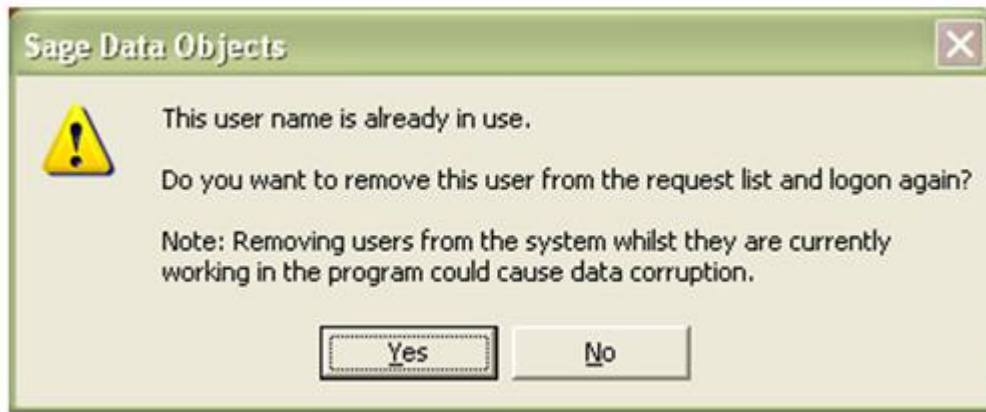 Sage Data Objects
This user name is already in use.
Do you want to remove this user from the request list and logon again?
Note: Removing users from the system whilst they are currently
working in the program could cause data corruption.
Yes No